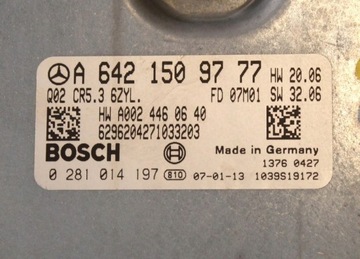 A 642 150 97 77 HW 20.06
Q02 CR5.3 6ZYL. FD 07M01 SW 32.06
HW A002 446 06 40
6296204271033203
BOSCH Made in Germany
1376 0427
0 281 014 197 810 07-01-13 1039S19172